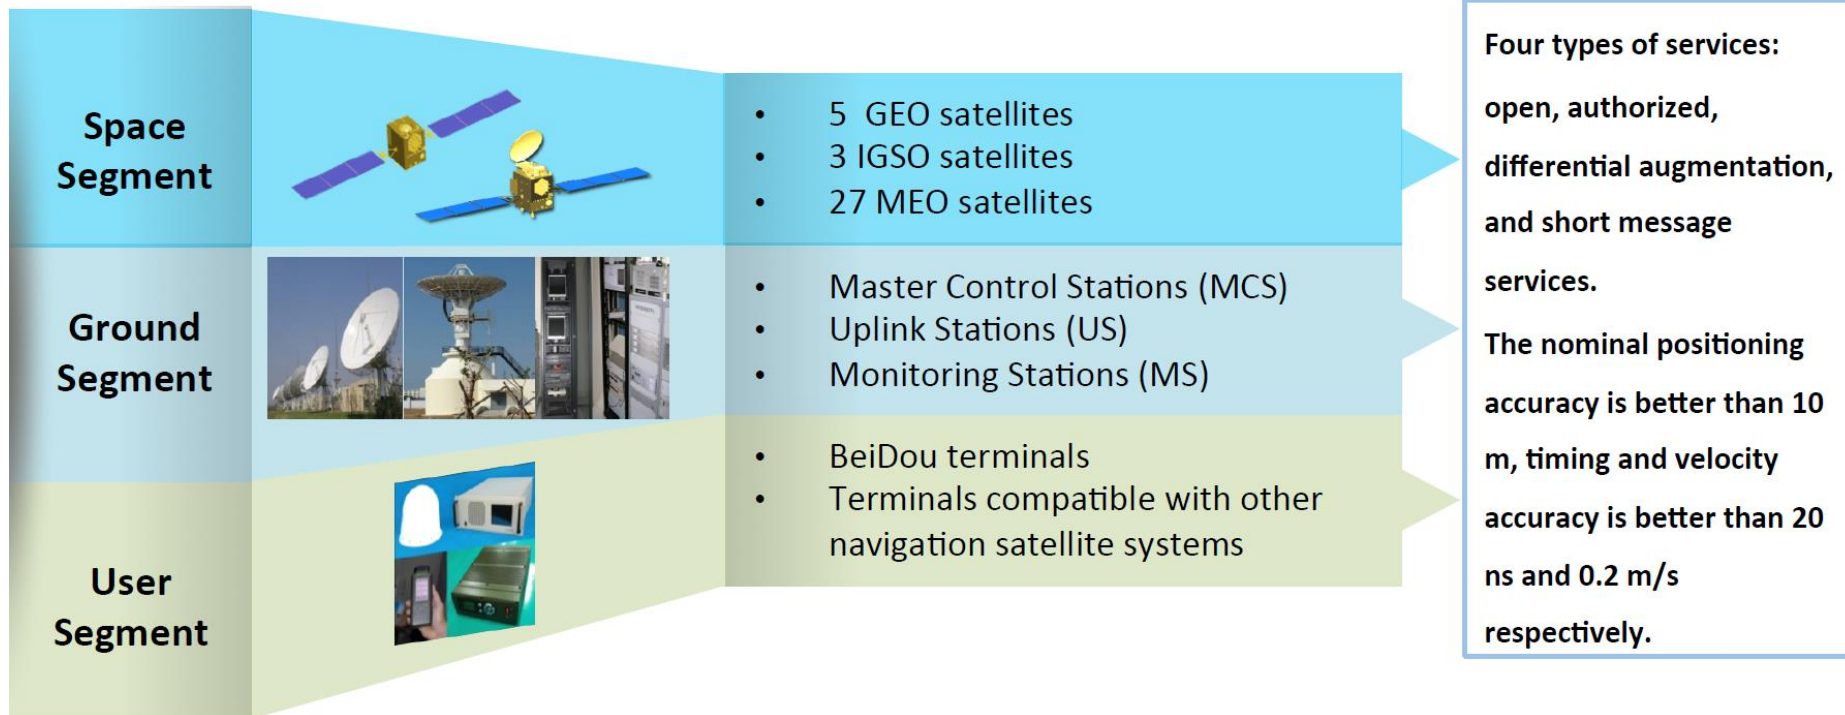 Space
Segment
• 5 GEO satellites
• 3 IGSO satellites
• 27 MEO satellites
Ground
Segment
• Master Control Stations (MCS)
• Uplink Stations (US)
• Monitoring Stations (MS)
User
Segment
• BeiDou terminals
• Terminals compatible with other
navigation satellite systems
Four types of services:
open, authorized,
differential augmentation,
and short message
services.
The nominal positioning
accuracy is better than 10
m, timing and velocity
accuracy is better than 20
ns and 0.2 m/s
respectively.